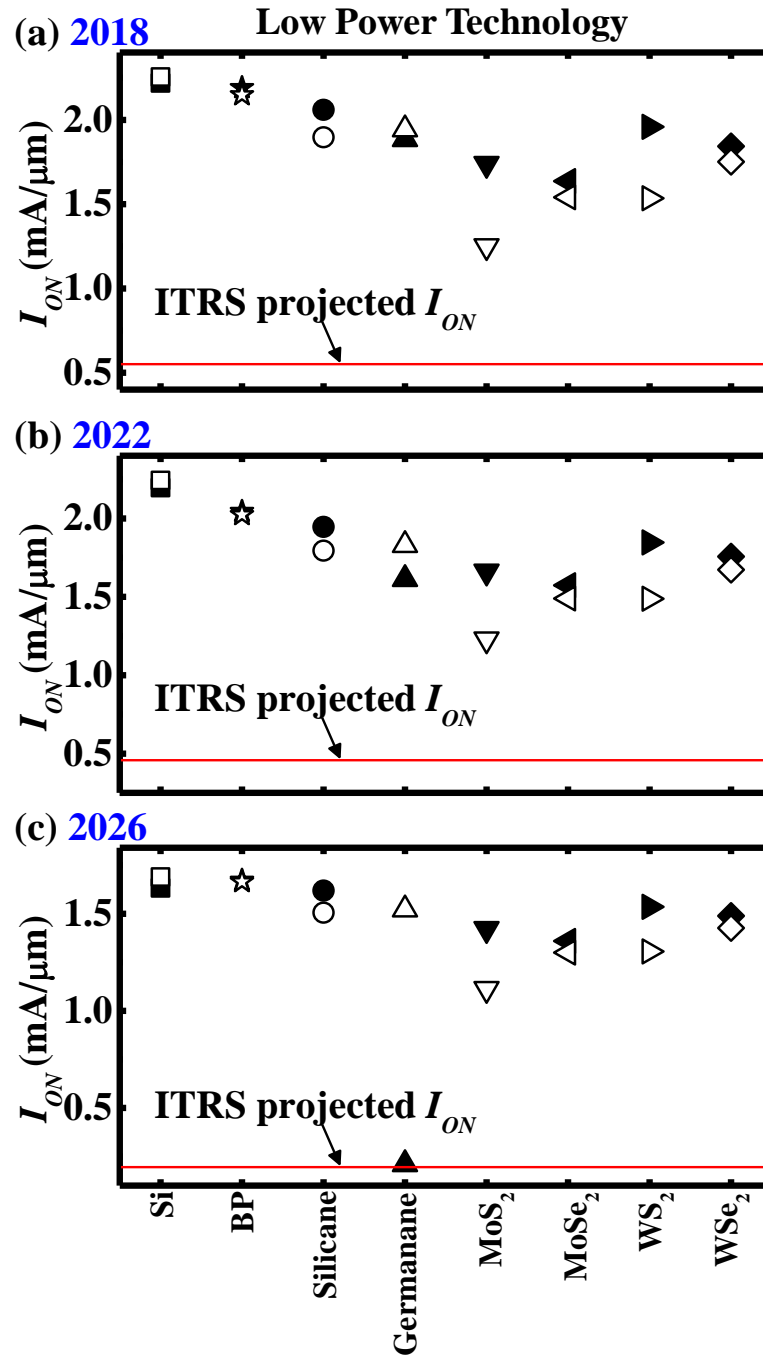 Low Power Technology
(a) 2018
2.0
1.5
1.0
0.5
I_ON (mA/μm)
ITRS projected I_ON
(b) 2022
2.0
1.5
1.0
0.5
I_ON (mA/μm)
ITRS projected I_ON
(c) 2026
1.5
1.0
0.5
I_ON (mA/μm)
ITRS projected I_ON
Si
BP
Silicane
Germanane
MoS₂
MoSe₂
WS₂
WSe₂